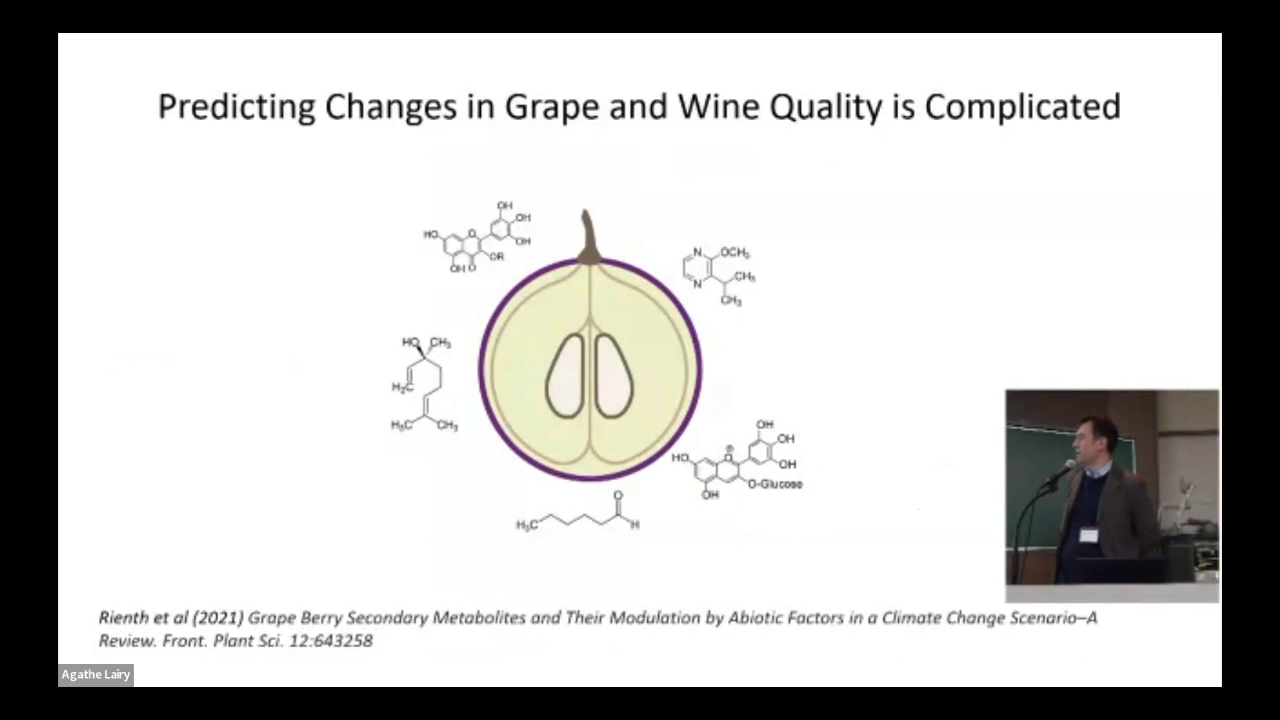 Predicting Changes in Grape and Wine Quality is Complicated
OH
OH
HO
O
OH
OR
OH O
N
OCH3
N
CH3
CH3
HO
CH3
H2C
H3C
CH3
OH
OH
HO
O
⊕
OH
O-Glucose
OH
O
H3C
H
Rienth et al (2021) Grape Berry Secondary Metabolites and Their Modulation by Abiotic Factors in a Climate Change Scenario–A
Review. Front. Plant Sci. 12:643258
Agathe Lairy